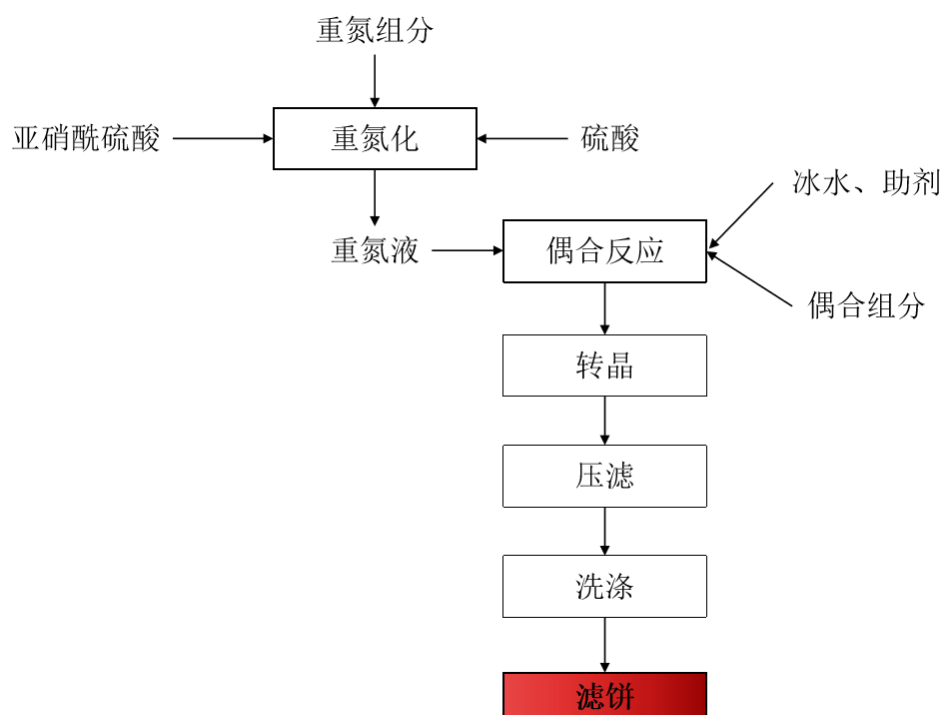 重氮组分
亚硝酰硫酸
重氮化
硫酸
冰水、助剂
重氮液
偶合反应
偶合组分
转晶
压滤
洗涤
滤饼